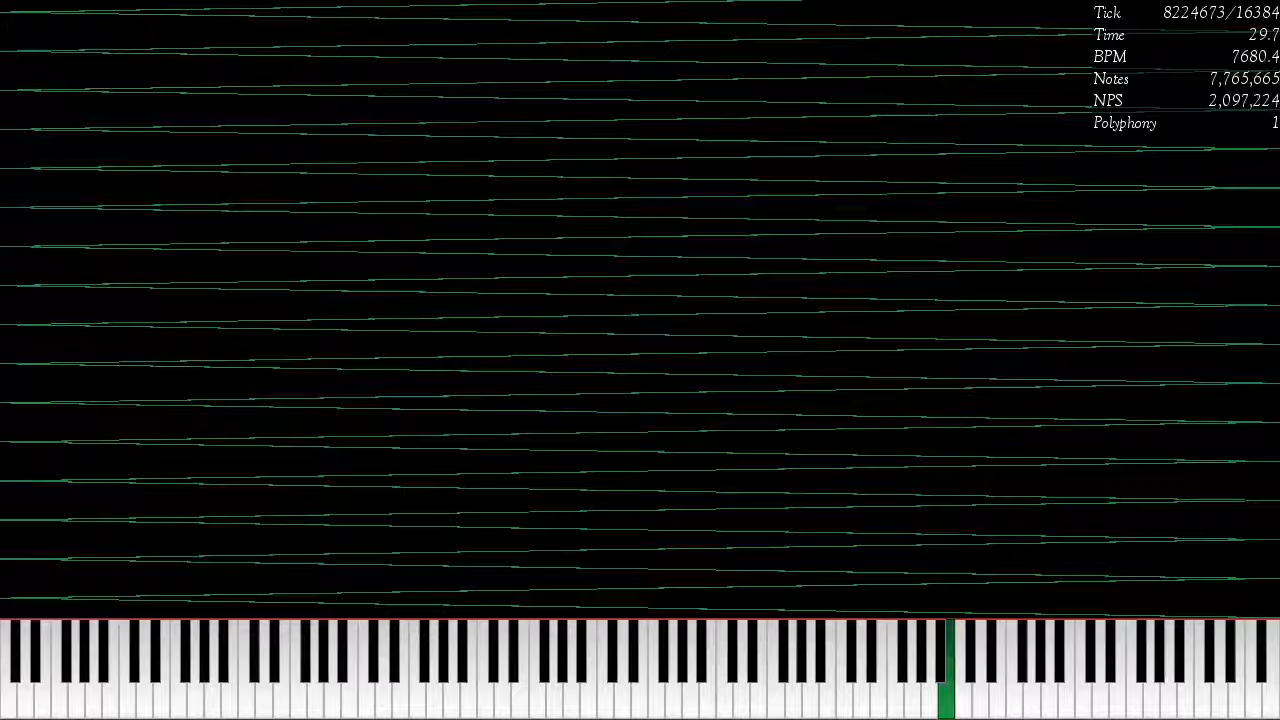 Tick 8224673/16384
Time 29.7
BPM 7680.4
Notes 7,765,665
NPS 2,097,224
Polyphony 1